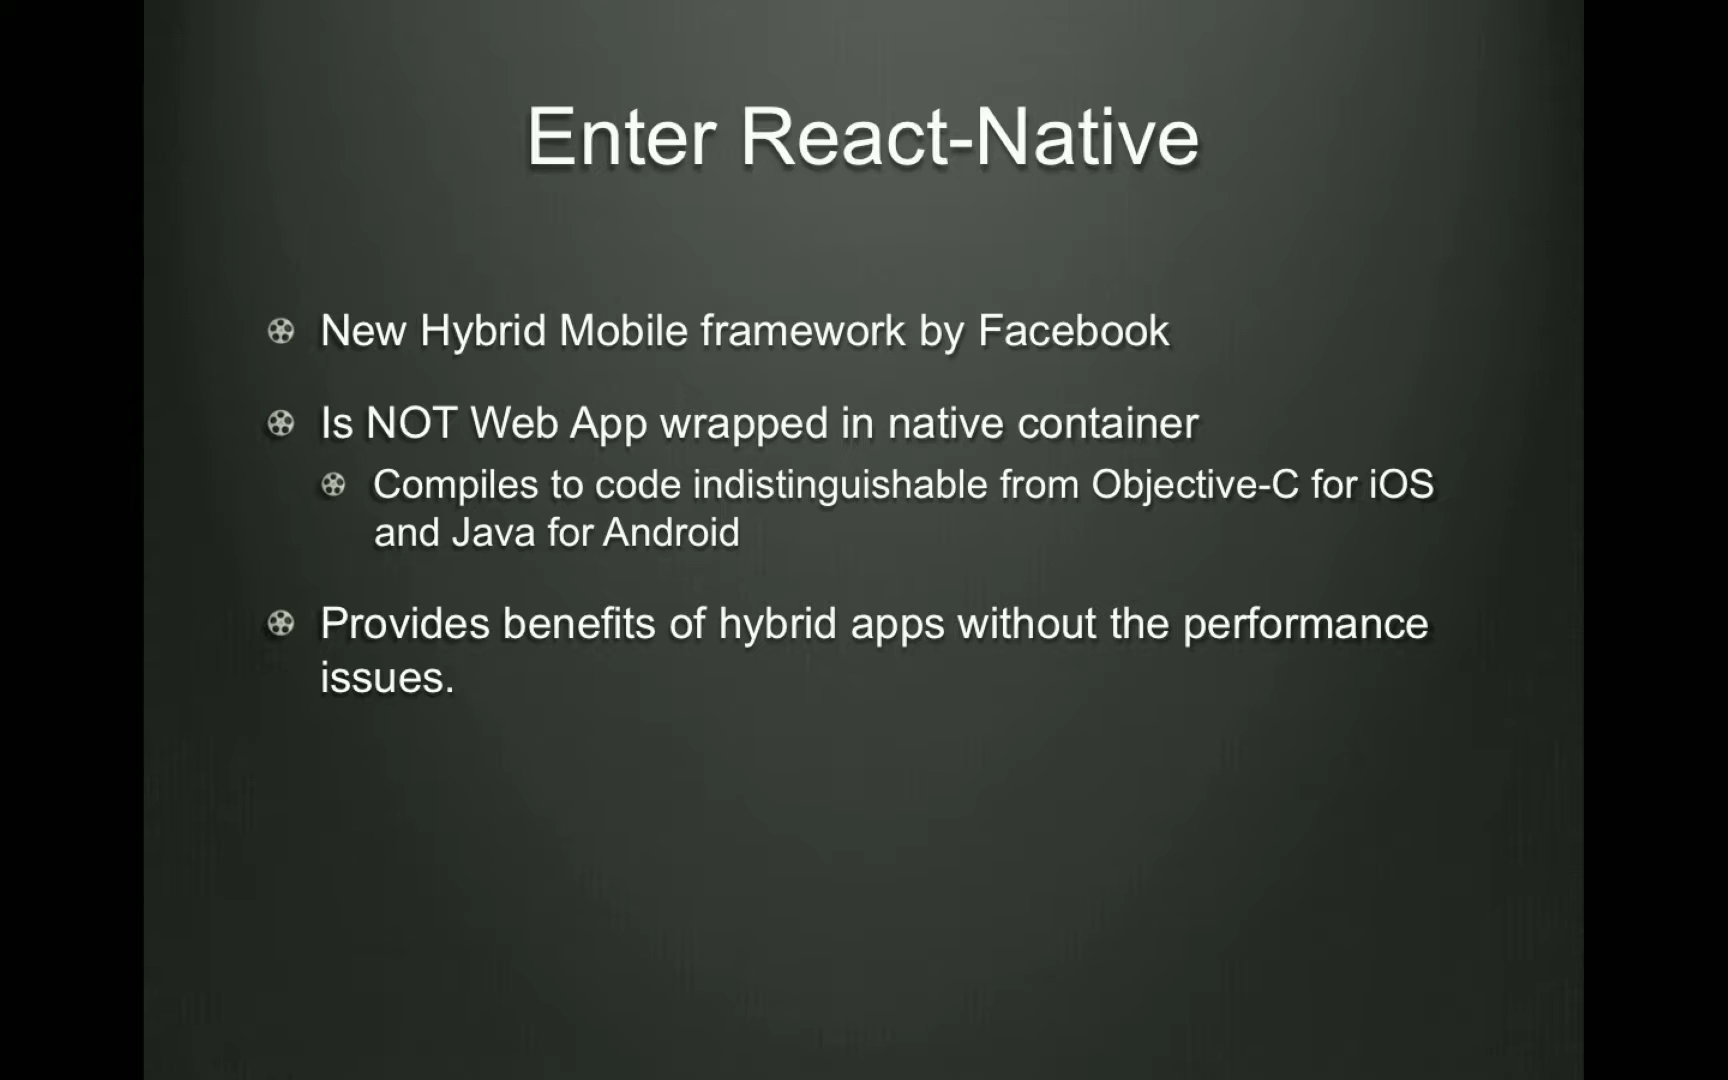 Enter React-Native
New Hybrid Mobile framework by Facebook
Is NOT Web App wrapped in native container
Compiles to code indistinguishable from Objective-C for iOS
and Java for Android
Provides benefits of hybrid apps without the performance
issues.